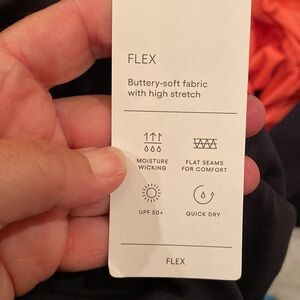 FLEX
Buttery-soft fabric
with high stretch
MOISTURE
WICKING
FLAT SEAMS
FOR COMFORT
UPF 50+
QUICK DRY
FLEX